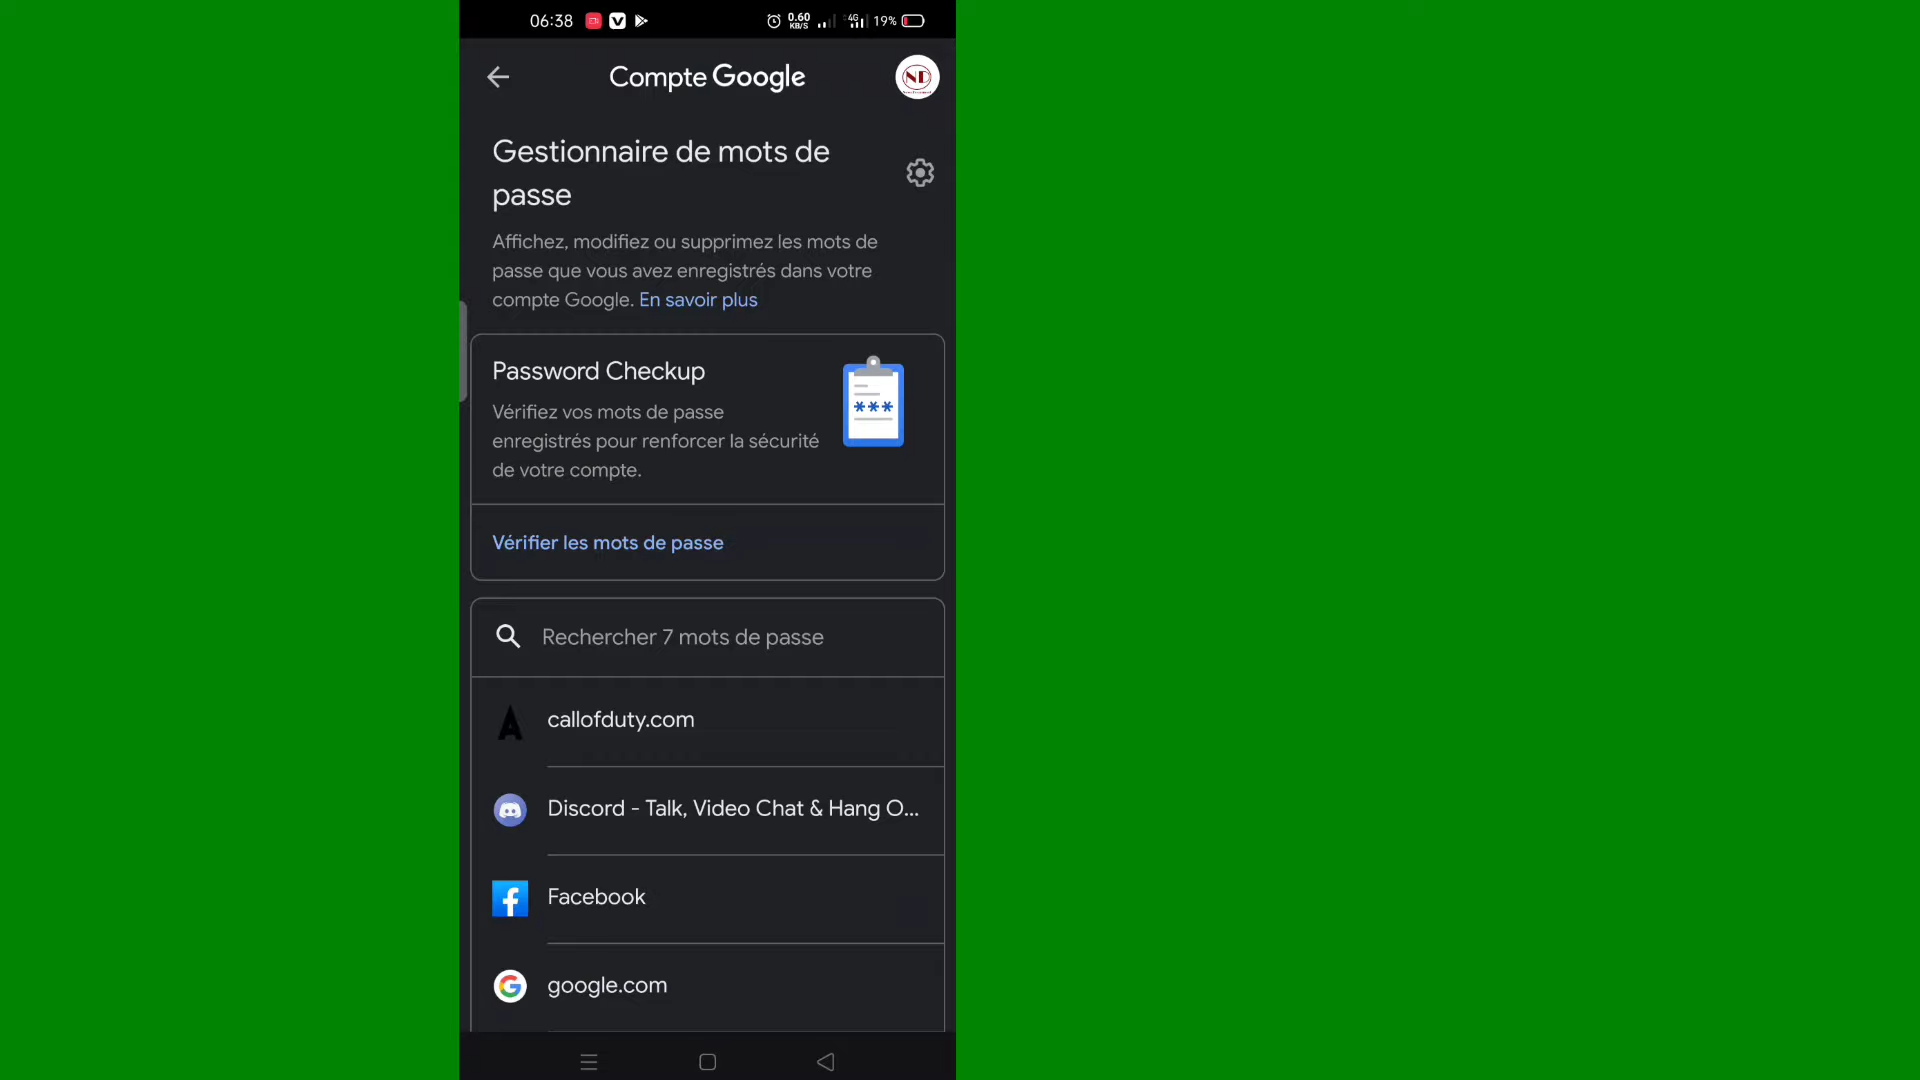 06:38
0.60
KB/S
4G
19%
Compte Google
ND
Gestionnaire de mots de
passe
Affichez, modifiez ou supprimez les mots de
passe que vous avez enregistrés dans votre
compte Google. En savoir plus
Password Checkup
Vérifiez vos mots de passe
enregistrés pour renforcer la sécurité
de votre compte.
***
Vérifier les mots de passe
Rechercher 7 mots de passe
callofduty.com
Discord - Talk, Video Chat & Hang O...
Facebook
google.com